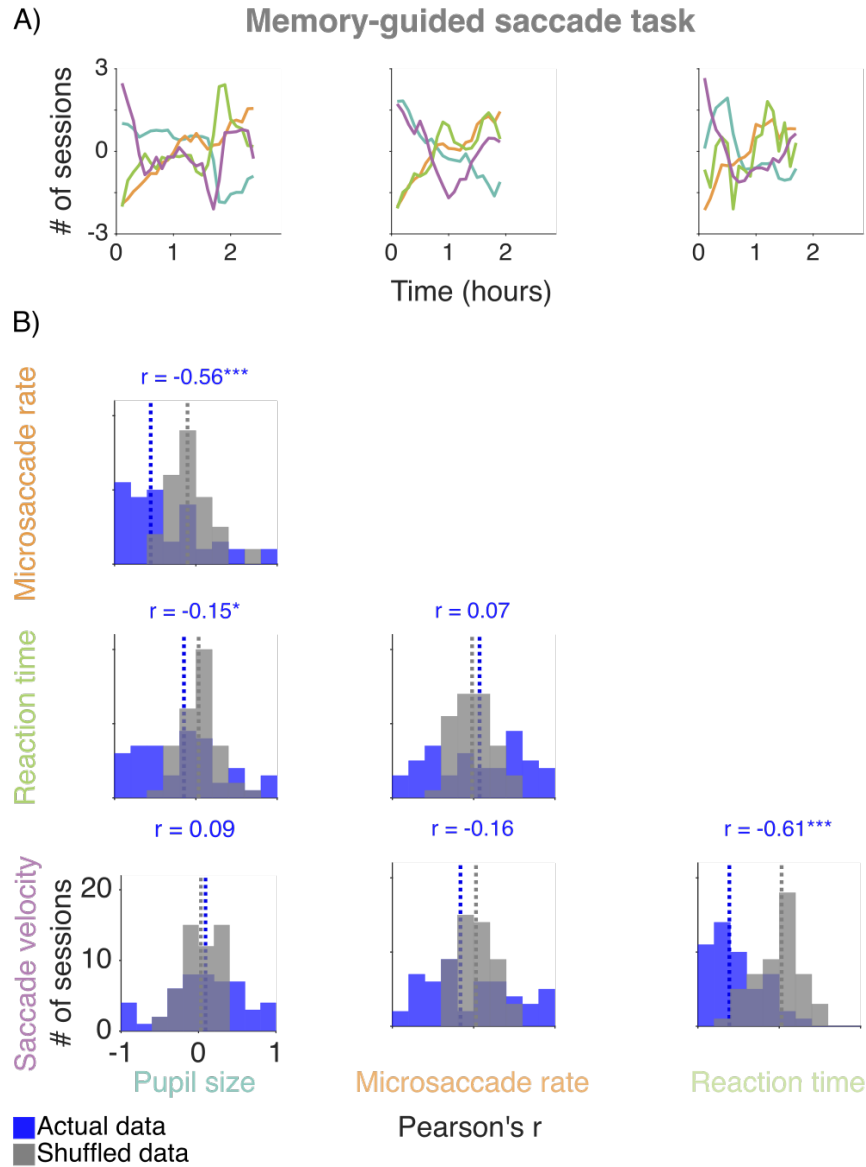 A)
Memory-guided saccade task
# of sessions
3
0
-3
0
1
2
0
1
2
0
1
2
Time (hours)
B)
Microsaccade rate
r = -0.56***
Reaction time
r = -0.15*
r = 0.07
Saccade velocity
# of sessions
r = 0.09
r = -0.16
r = -0.61***
20
10
0
-1
0
1
Pupil size
Microsaccade rate
Reaction time
Actual data
Shuffled data
Pearson's r